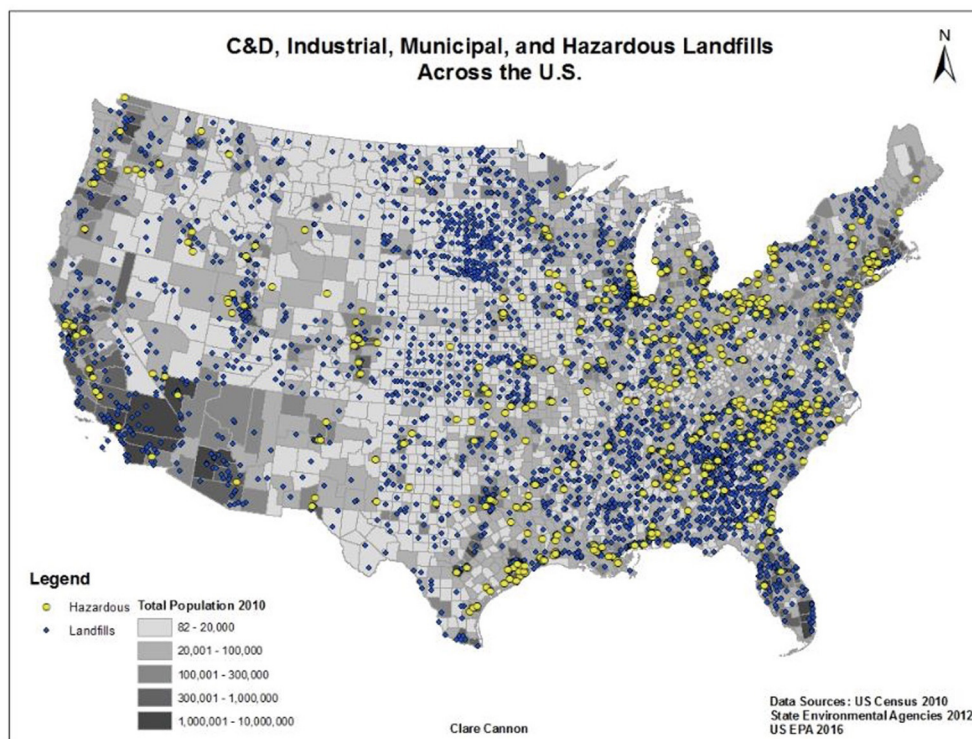 C&D, Industrial, Municipal, and Hazardous Landfills
Across the U.S.
N
Legend
Hazardous
Landfills
Total Population 2010
82 - 20,000
20,001 - 100,000
100,001 - 300,000
300,001 - 1,000,000
1,000,001 - 10,000,000
Clare Cannon
Data Sources: US Census 2010
State Environmental Agencies 2012
US EPA 2016